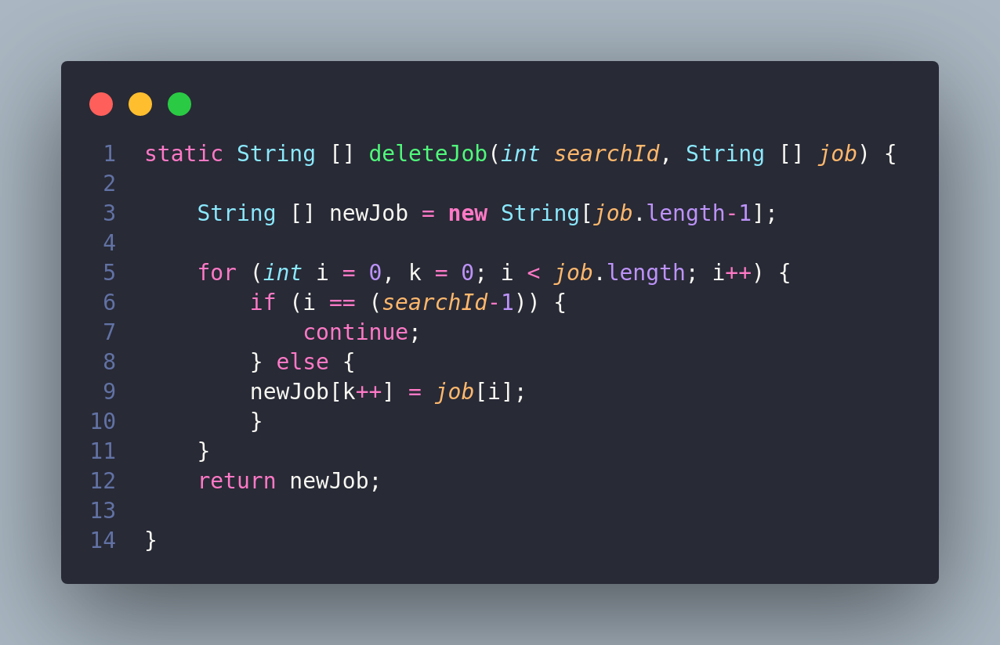 1 static String [] deleteJob(int searchId, String [] job) {
2
3     String [] newJob = new String[job.length-1];
4
5     for (int i = 0, k = 0; i < job.length; i++) {
6         if (i == (searchId-1)) {
7             continue;
8         } else {
9         newJob[k++] = job[i];
10         }
11     }
12     return newJob;
13
14 }